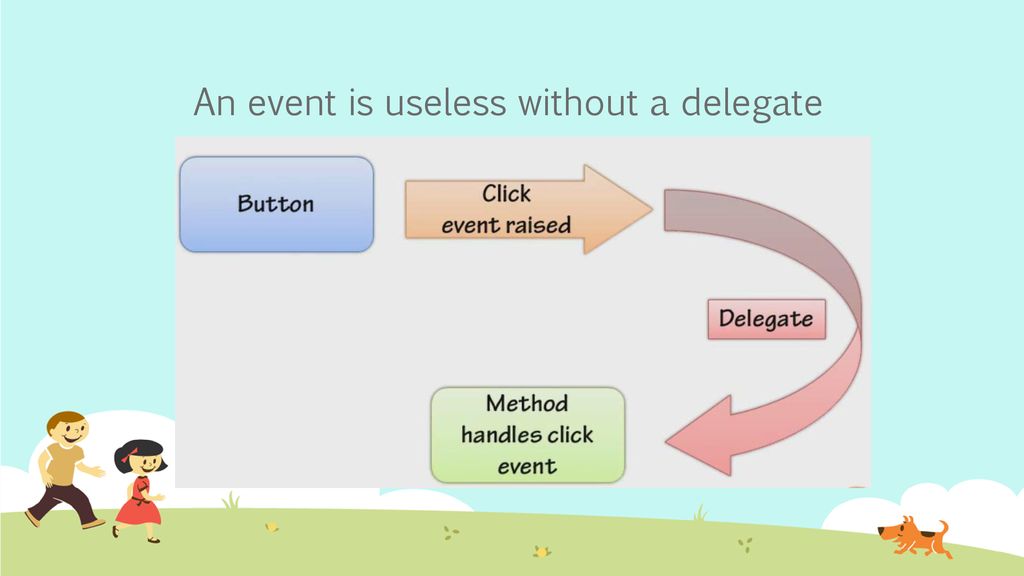 An event is useless without a delegate
Button
Click
event raised
Delegate
Method
handles click
event